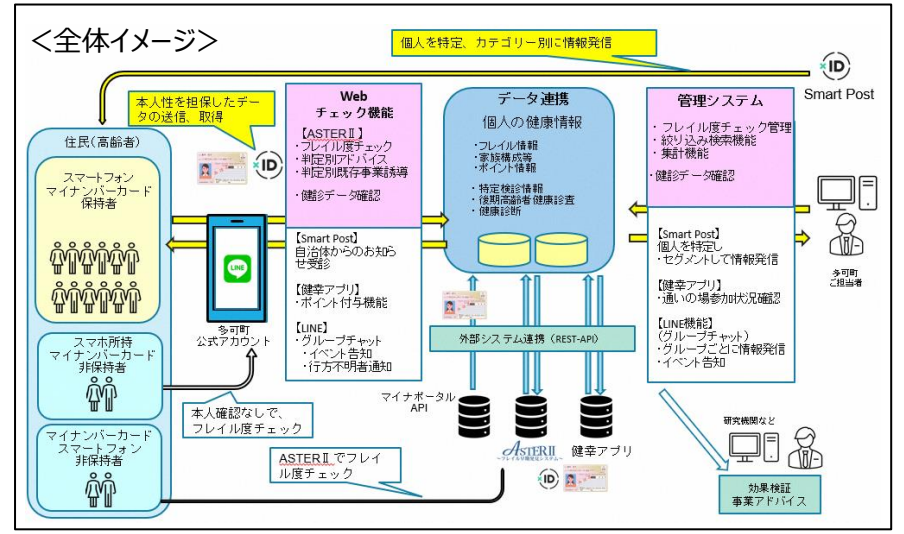 ＜全体イメージ＞
個人を特定、カテゴリー別に情報発信
×ID
Smart Post
本人性を担保したデー
タの送信、取得
×ID
住民(高齢者)
スマートフォン
マイナンバーカード
保持者
スマホ所持
マイナンバーカード
非保持者
マイナンバーカード
スマートフォン
非保持者
LINE
多可町
公式アカウント
本人確認なしで、
フレイル度チェック
ASTERⅡでフレイ
ル度チェック
Web
チェック機能
【ASTERⅡ】
・フレイル度チェック
・判定別アドバイス
・判定別既存事業誘導
・健診データ確認
【Smart Post】
自治体からのお知ら
せ受診
【健幸アプリ】
・ポイント付与機能
【LINE】
・グループチャット
・イベント告知
・行方不明者通知
データ連携
個人の健康情報
・フレイル情報
・家族構成等
・ポイント情報
・特定検診情報
・後期高齢者健康診査
・健康診断
外部システム連携（REST-API）
マイナポータル
API
ASTERⅡ
健幸アプリ
×ID
管理システム
・フレイル度チェック管理
・絞り込み検索機能
・集計機能
・健診データ確認
【Smart Post】
個人を特定し
・セグメントして情報発信
【健幸アプリ】
・通いの場参加状況確認
【LINE機能】
(グループチャット)
・グループごとに情報発信
・イベント告知
多可町
ご担当者
研究機関など
効果検証
事業アドバイス